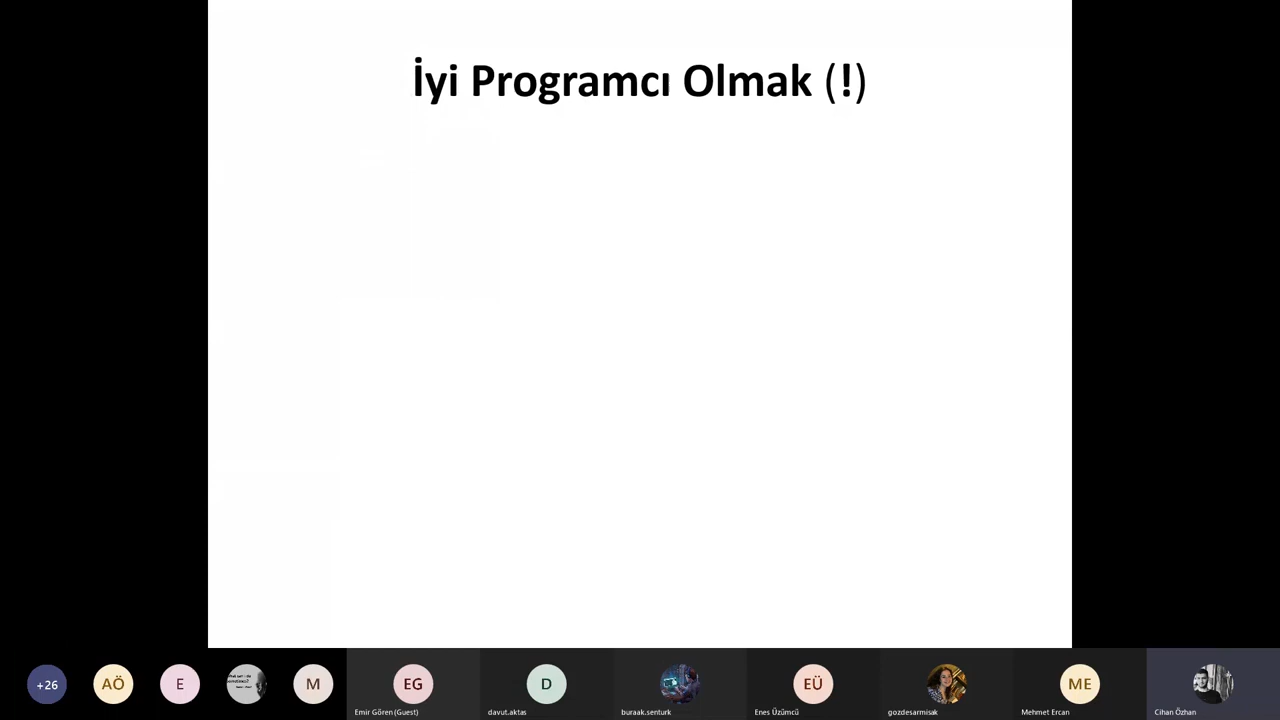 İyi Programcı Olmak (!)
+26
AÖ
E
M
EG
D
EÜ
ME
Emir Gören (Guest)
davut.aktas
buraak.senturk
Enes Üzümcü
gozdesarmisak
Mehmet Ercan
Cihan Özhan